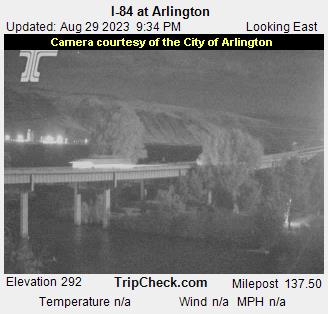 I-84 at Arlington
Updated: Aug 29 2023 9:34 PM Looking East
Camera courtesy of the City of Arlington
Elevation 292 TripCheck.com Milepost 137.50
Temperature n/a Wind n/a MPH n/a